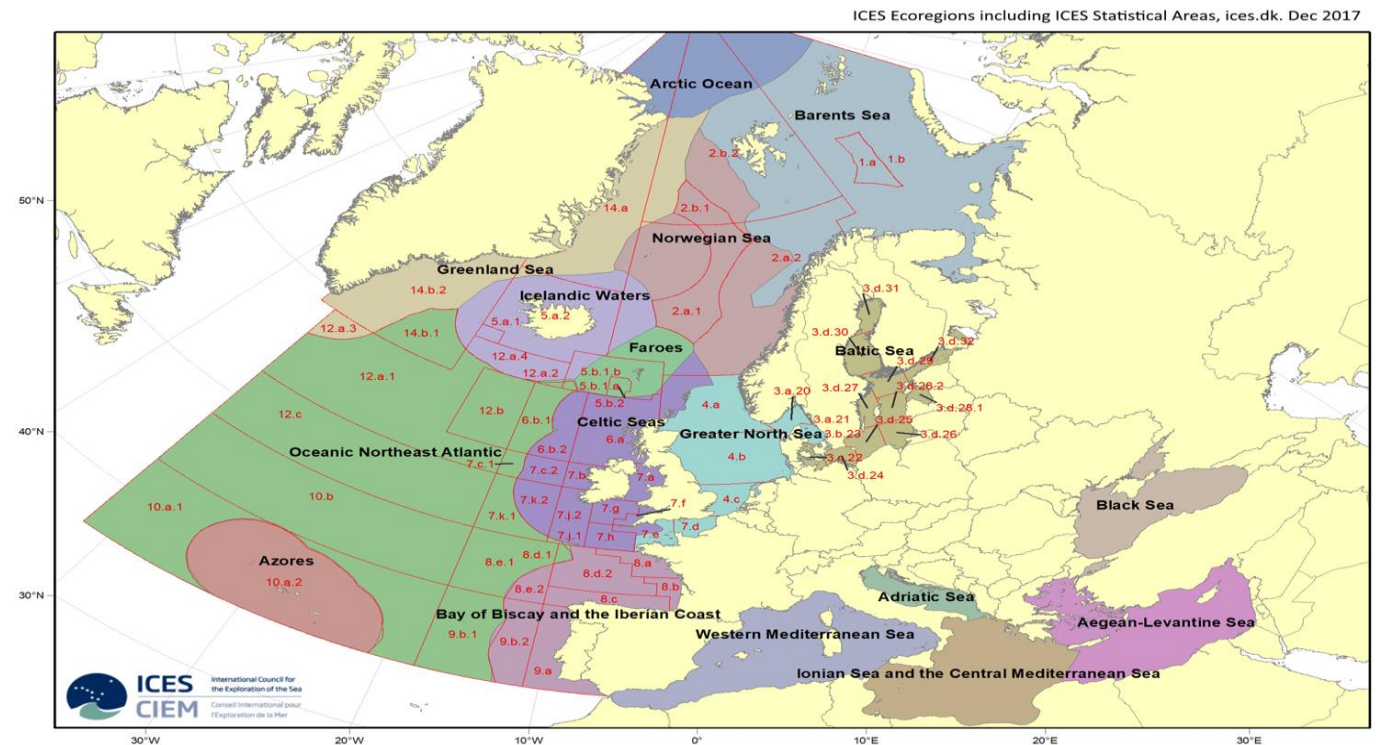 ICES Ecoregions including ICES Statistical Areas, ices.dk. Dec 2017
Arctic Ocean
Barents Sea
2.b.2
1.a
1.b
50°N
14.a
2.b.1
Norwegian Sea
2.a.2
Greenland Sea
14.b.2
Icelandic Waters
3.d.31
5.a.1
5.a.2
2.a.1
12.a.3
14.b.1
3.d.30
3.d.32
Faroes
Baltic Sea
12.a.4
3.d.29
12.a.2
5.b.1.b
12.a.1
5.b.1.a
3.a.20
3.d.27
3.d.28.2
5.b.2
4.a
3.d.28.1
12.c
12.b
6.b.1
Celtic Seas
3.a.21
3.d.25
40°N
6.a
Greater North Sea
3.b.23
3.d.26
Oceanic Northeast Atlantic
6.b.2
4.b
3.c.22
7.c.1
7.c.2
7.b
7.a
3.d.24
10.b
7.k.2
4.c
10.a.1
7.g
7.f
Black Sea
7.k.1
7.j.2
7.d
7.j.1
7.h
7.e
Azores
8.e.1
8.d.1
8.a
10.a.2
8.d.2
8.b
30°N
8.e.2
8.c
Adriatic Sea
Bay of Biscay and the Iberian Coast
Aegean-Levantine Sea
9.b.1
9.b.2
Western Mediterranean Sea
9.a
Ionian Sea and the Central Mediterranean Sea
ICES
CIEM
International Council for
the Exploration of the Sea
Conseil International pour
l'Exploration de la Mer
30°W
20°W
10°W
0°
10°E
20°E
30°E